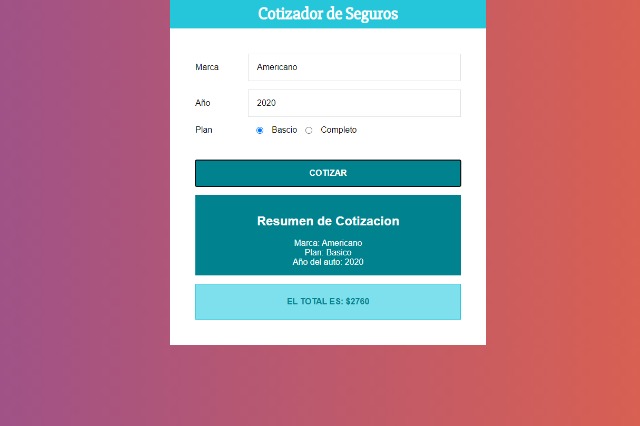 Cotizador de Seguros
Marca Americano
Año 2020
Plan Bascio Completo
COTIZAR
Resumen de Cotizacion
Marca: Americano
Plan: Basico
Año del auto: 2020
EL TOTAL ES: $2760